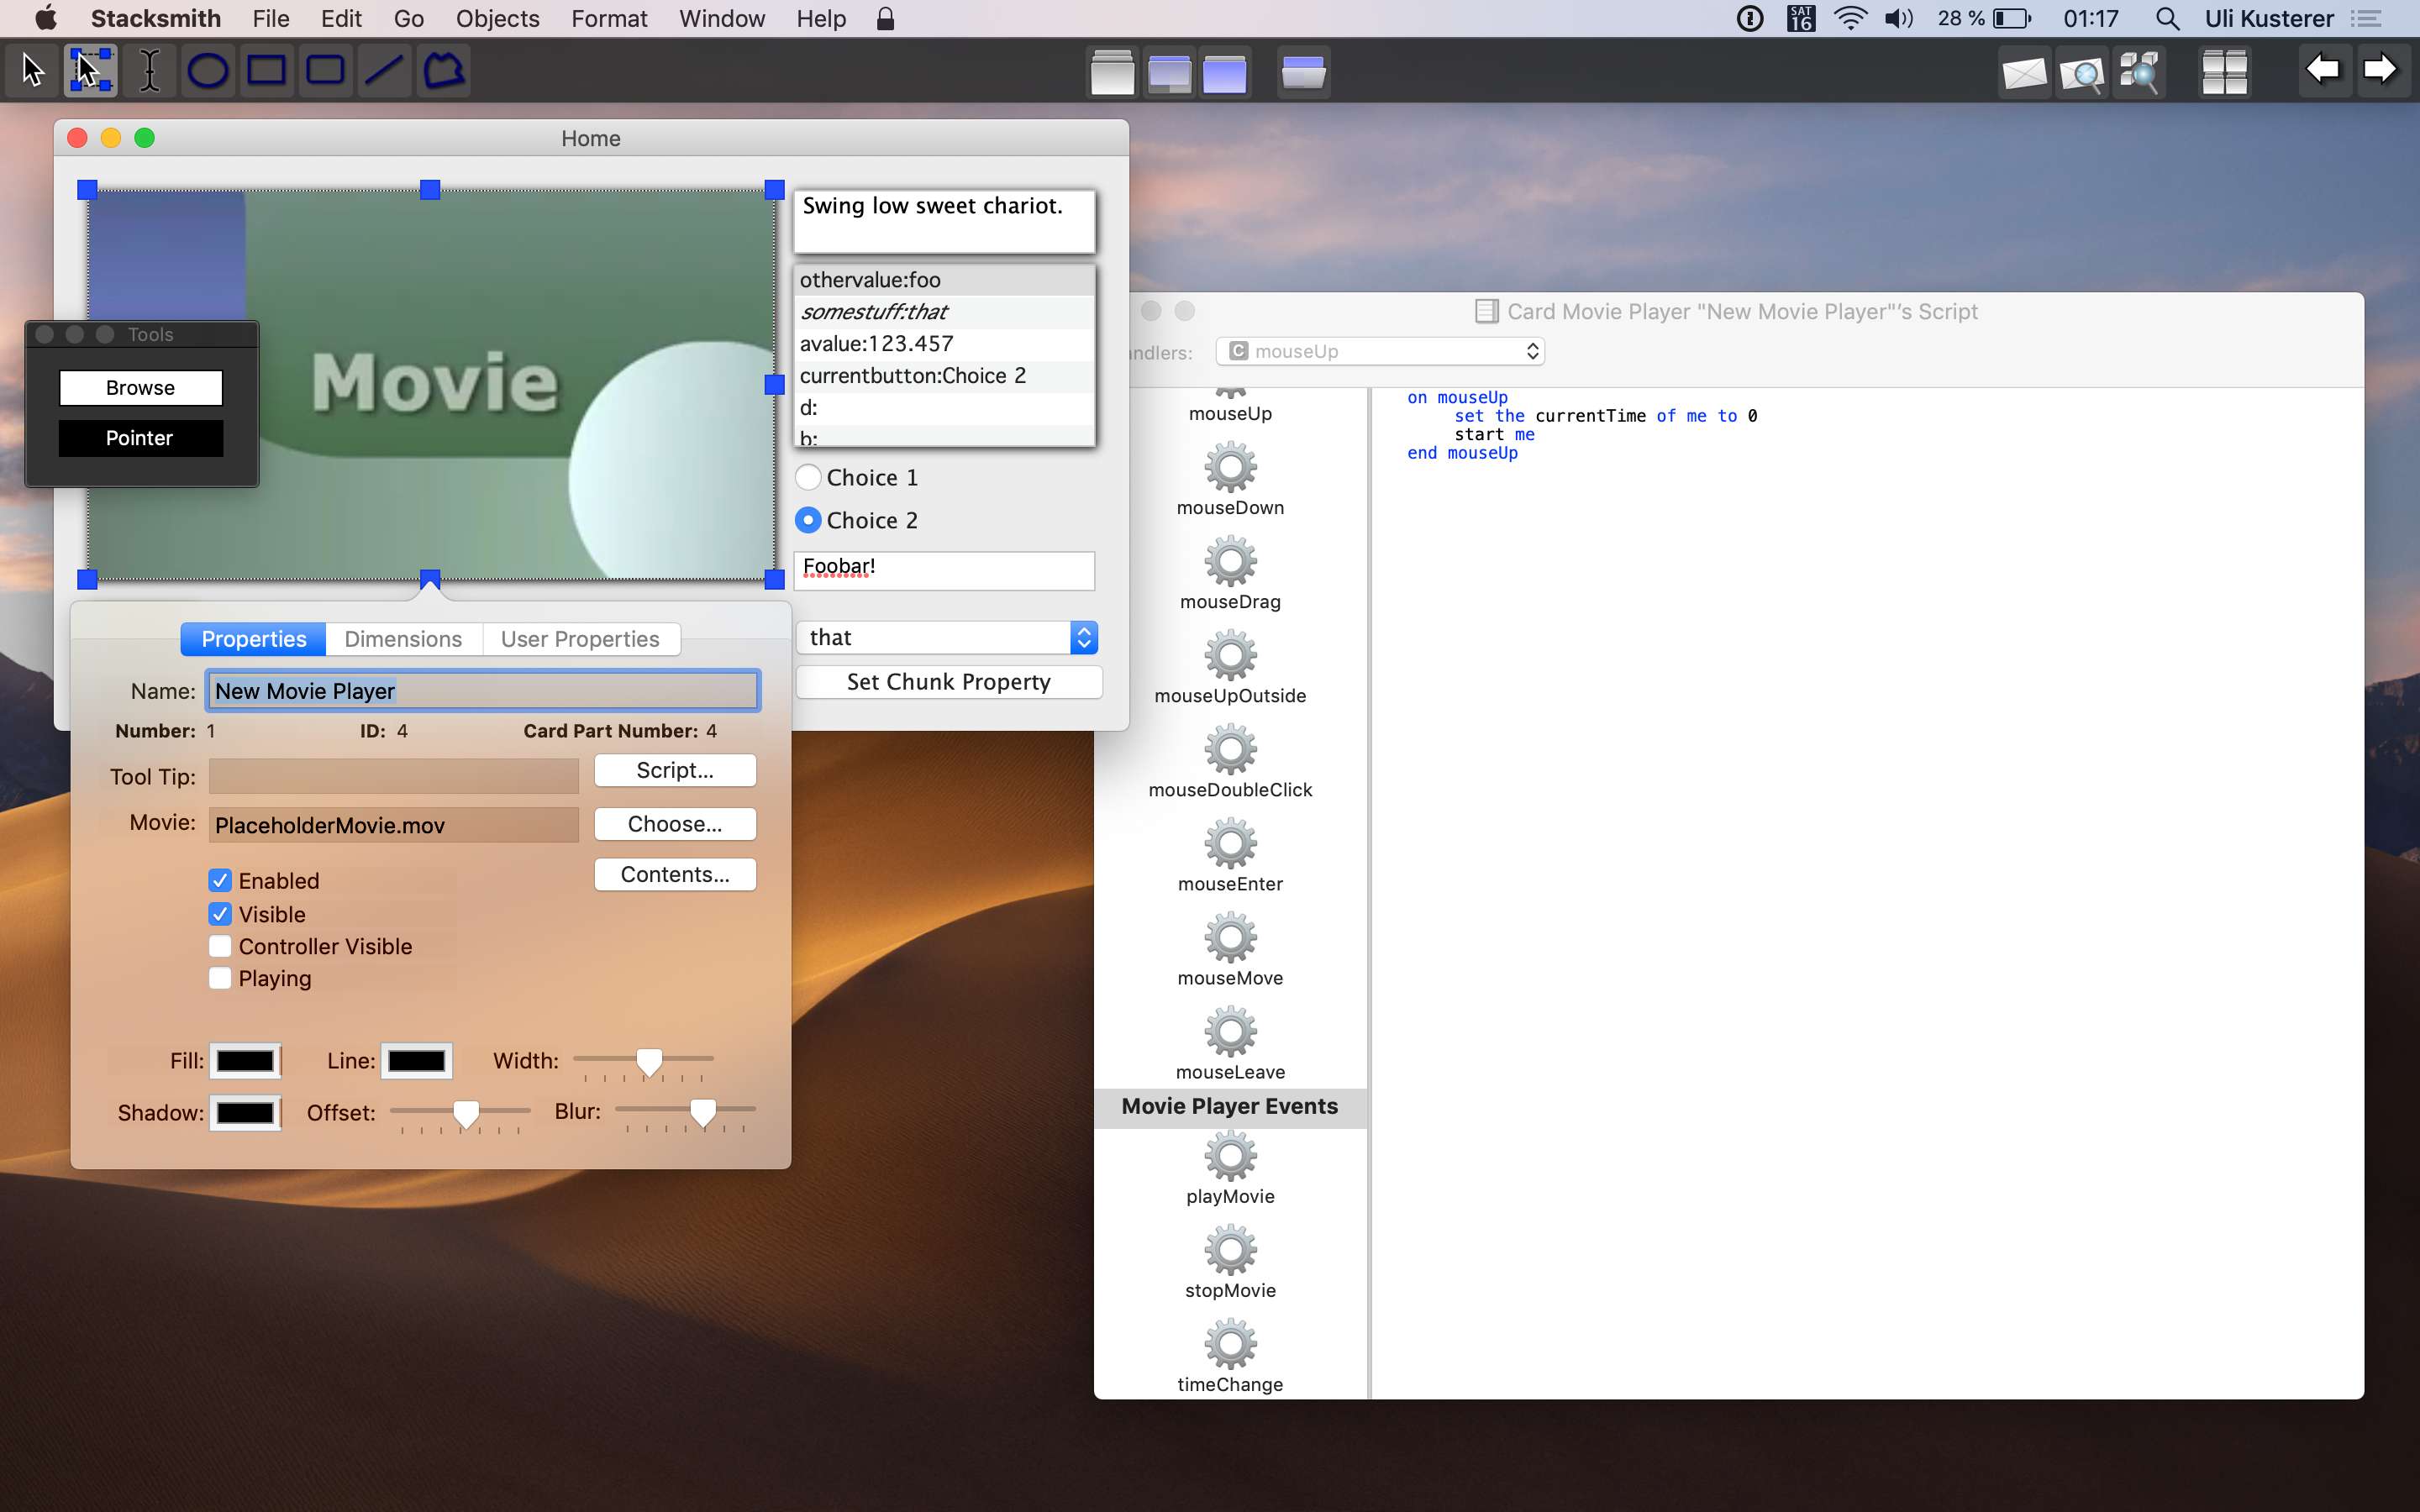 Stacksmith File Edit Go Objects Format Window Help SAT 16 28 % 01:17 Uli Kusterer
Home
Swing low sweet chariot.
othervalue:foo
somestuff:that
avalue:123.457
currentbutton:Choice 2
d:
b:
Movie
Tools
Browse
Pointer
Choice 1
Choice 2
Foobar!
that
Set Chunk Property
Properties Dimensions User Properties
Name: New Movie Player
Number: 1 ID: 4 Card Part Number: 4
Tool Tip: Script...
Movie: PlaceholderMovie.mov Choose...
Contents...
Enabled
Visible
Controller Visible
Playing
Fill: Line: Width:
Shadow: Offset: Blur:
Card Movie Player "New Movie Player"'s Script
ndlers: C mouseUp
mouseUp
mouseDown
mouseDrag
mouseUpOutside
mouseDoubleClick
mouseEnter
mouseMove
mouseLeave
Movie Player Events
playMovie
stopMovie
timeChange
on mouseUp
set the currentTime of me to 0
start me
end mouseUp